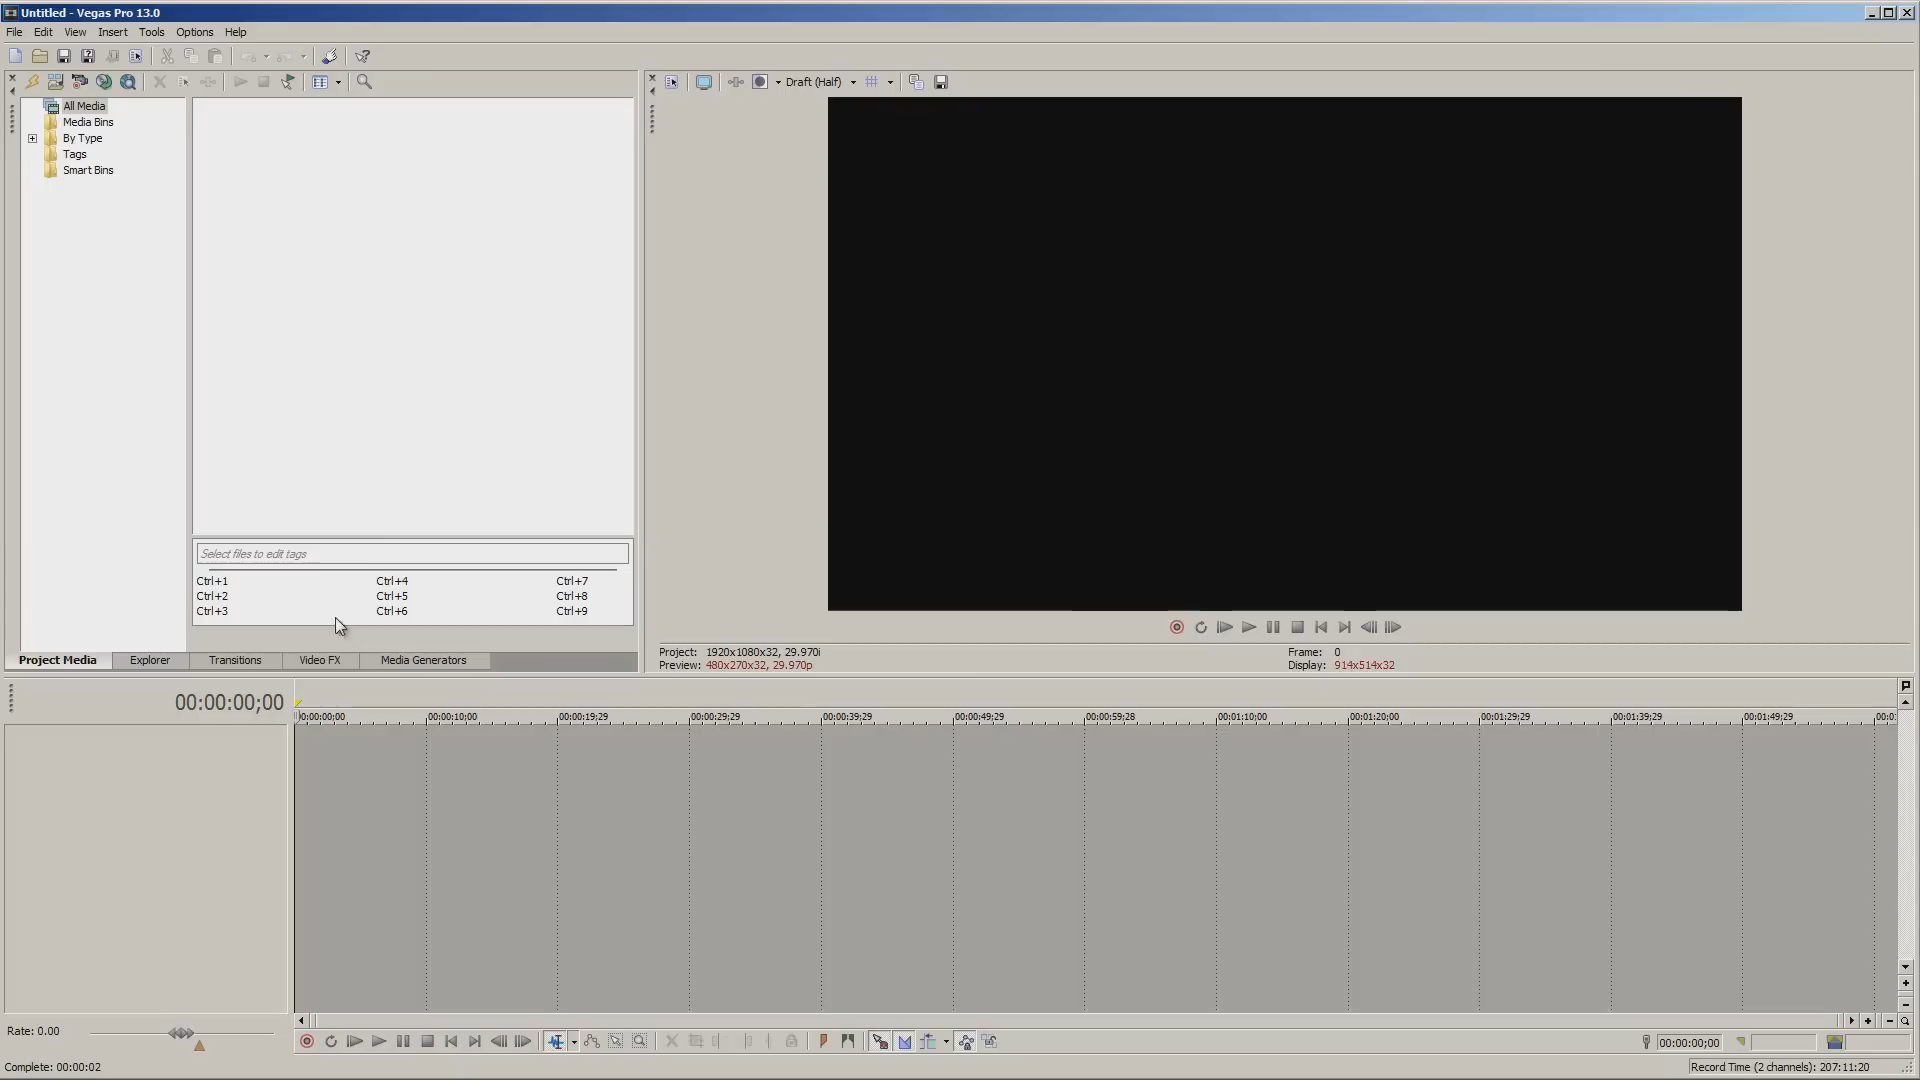 Untitled - Vegas Pro 13.0
File Edit View Insert Tools Options Help
Draft (Half)
All Media
Media Bins
By Type
Tags
Smart Bins
Select files to edit tags
Ctrl+1 Ctrl+4 Ctrl+7
Ctrl+2 Ctrl+5 Ctrl+8
Ctrl+3 Ctrl+6 Ctrl+9
Project Media Explorer Transitions Video FX Media Generators
Project: 1920x1080x32, 29.970i Frame: 0
Preview: 480x270x32, 29.970p Display: 914x514x32
00:00:00;00
00:00:00;00 00:00:10;00 00:00:19;29 00:00:29;29 00:00:39;29 00:00:49;29 00:00:59;28 00:01:10;00 00:01:20;00 00:01:29;29 00:01:39;29 00:01:49;29 00:0
Rate: 0.00
00:00:00;00
Complete: 00:00:02
Record Time (2 channels): 207:11:20